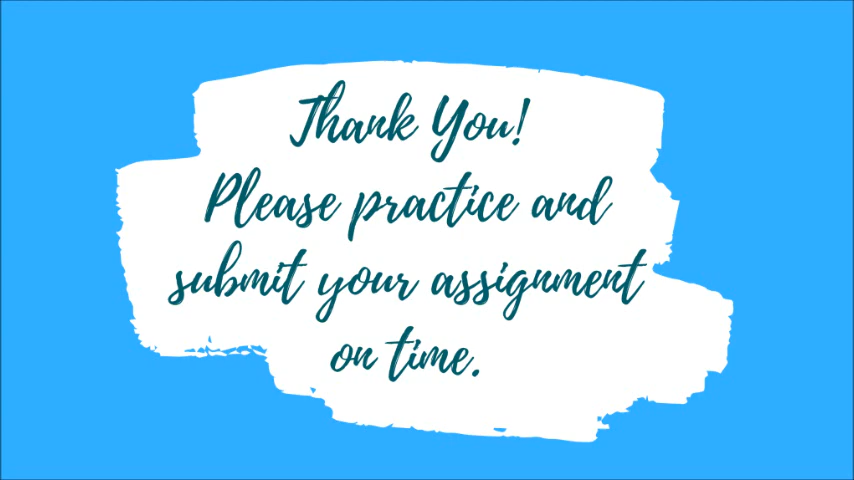 Thank You!
Please practice and
submit your assignment
on time.